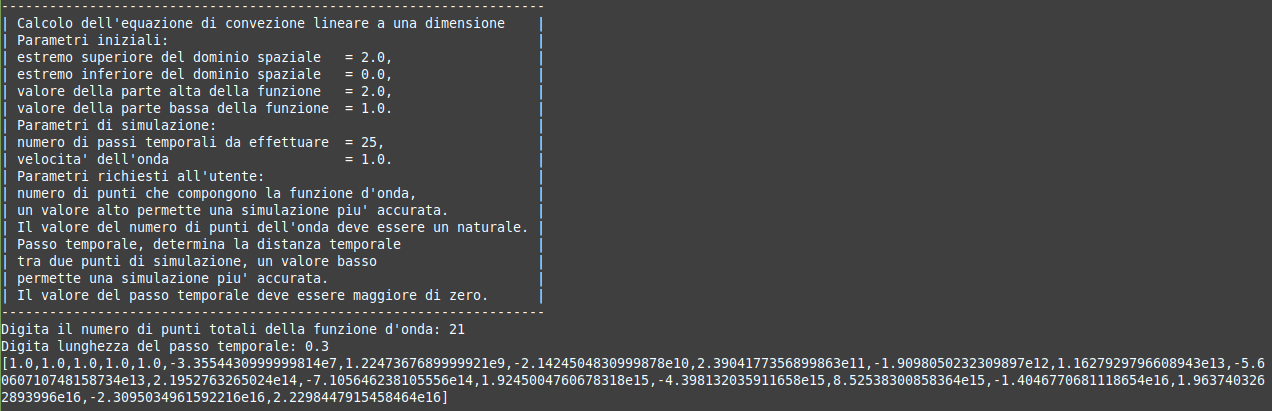 -----------------------------------------------------------------
| Calcolo dell'equazione di convezione lineare a una dimensione    |
| Parametri iniziali:                                              |
| estremo superiore del dominio spaziale   = 2.0,                  |
| estremo inferiore del dominio spaziale   = 0.0,                  |
| valore della parte alta della funzione   = 2.0,                  |
| valore della parte bassa della funzione  = 1.0.                  |
| Parametri di simulazione:                                        |
| numero di passi temporali da effettuare  = 25,                   |
| velocita' dell'onda                      = 1.0.                  |
| Parametri richiesti all'utente:                                  |
| numero di punti che compongono la funzione d'onda,               |
| un valore alto permette una simulazione piu' accurata.           |
| Il valore del numero di punti dell'onda deve essere un naturale. |
| Passo temporale, determina la distanza temporale                 |
| tra due punti di simulazione, un valore basso                    |
| permette una simulazione piu' accurata.                          |
| Il valore del passo temporale deve essere maggiore di zero.      |
-----------------------------------------------------------------
Digita il numero di punti totali della funzione d'onda: 21
Digita lunghezza del passo temporale: 0.3
[1.0,1.0,1.0,1.0,1.0,-3.3554430999999814e7,1.2247367689999921e9,-2.1424504830999878e10,2.3904177356899863e11,-1.9098050232309897e12,1.1627929796608943e13,-5.6
06071074815873​4e13,2.1952763265024e14,-7.105646238105556e14,1.9245004760678318e15,-4.398132035911658e15,8.52538300858364e15,-1.4046770681118654e16,1.963740326
2893996e16,-2.3095034961592216e16,2.2298447915458464e16]